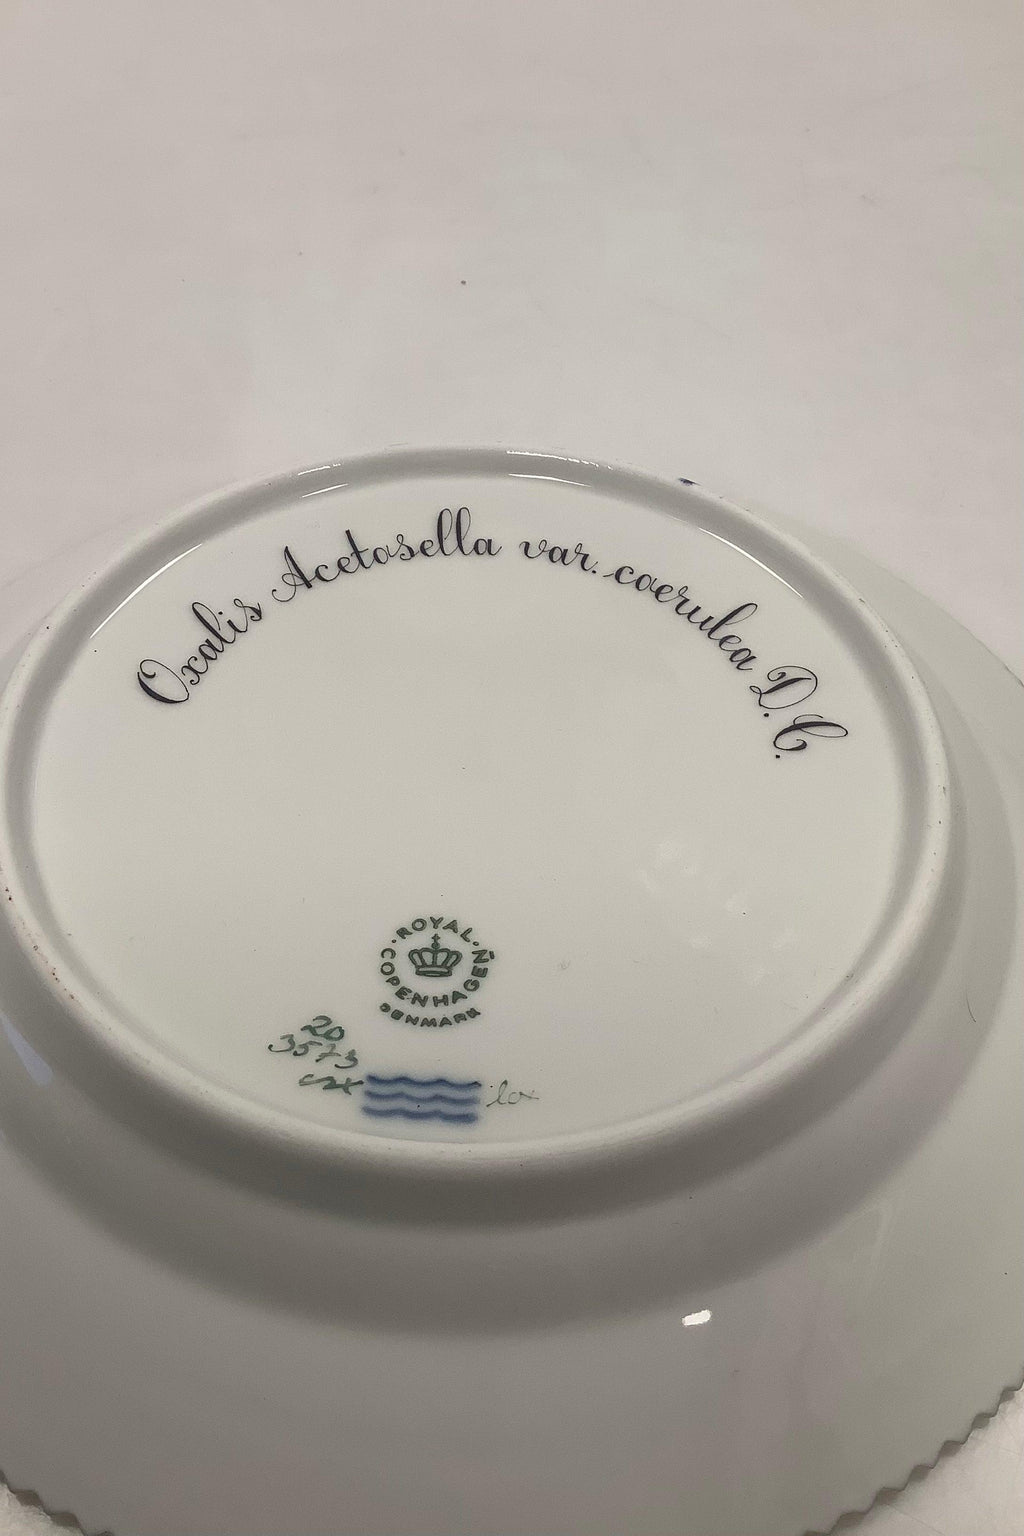 Oxalis Acetosella var. coerulea D.C.
ROYAL COPENHAGEN
DENMARK
20
3573